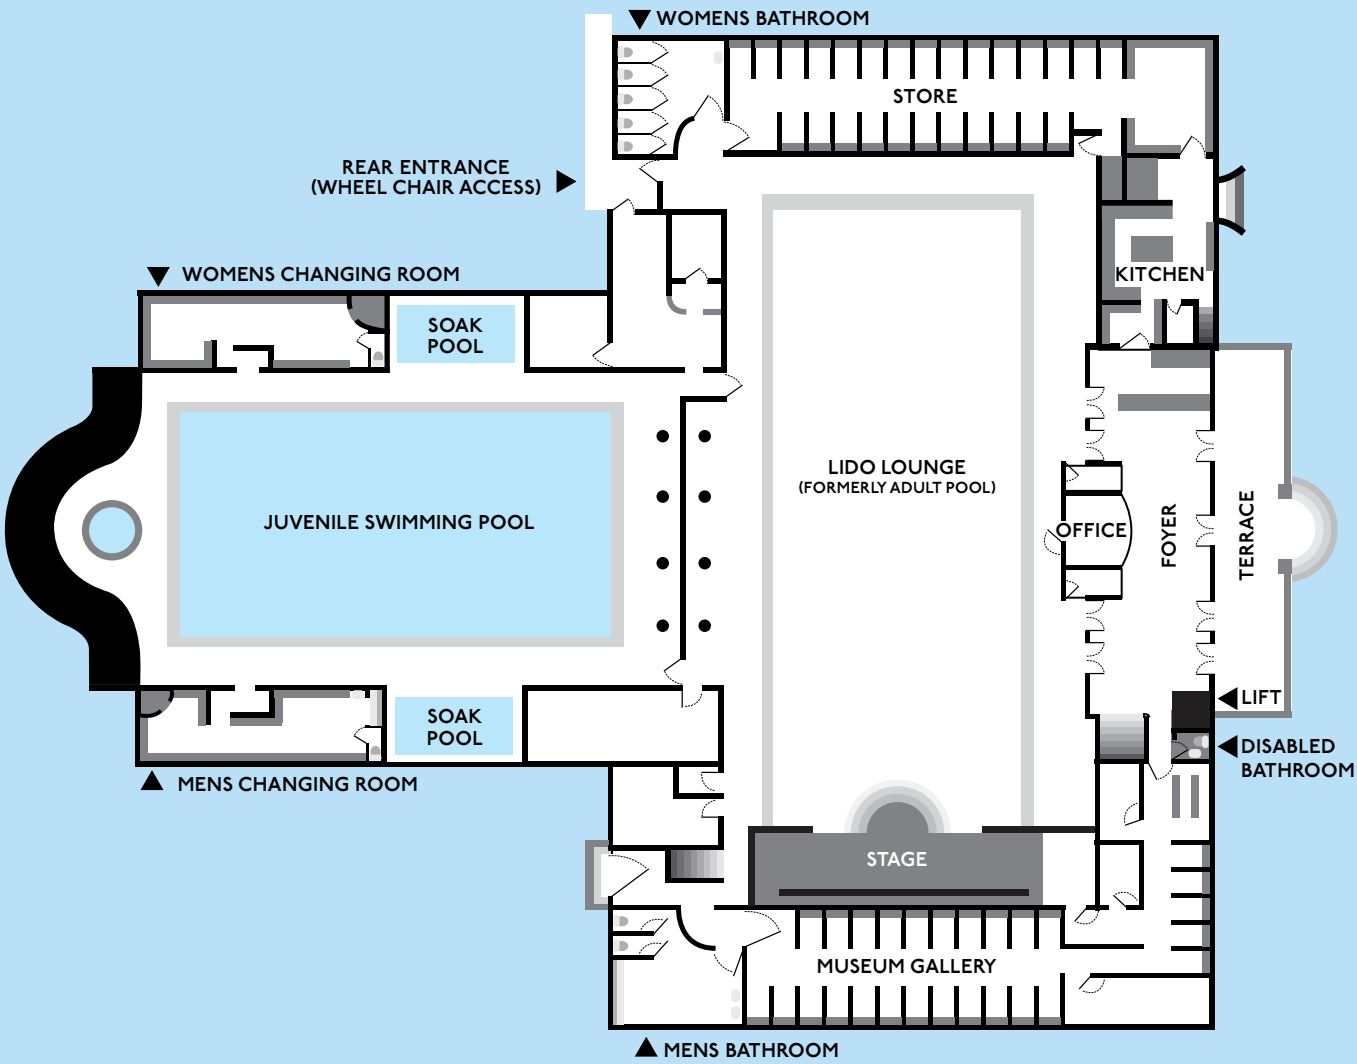 WOMENS BATHROOM
STORE
REAR ENTRANCE
(WHEEL CHAIR ACCESS)
WOMENS CHANGING ROOM
KITCHEN
SOAK
POOL
LIDO LOUNGE
(FORMERLY ADULT POOL)
JUVENILE SWIMMING POOL
OFFICE
FOYER
TERRACE
LIFT
SOAK
POOL
DISABLED
BATHROOM
MENS CHANGING ROOM
STAGE
MUSEUM GALLERY
MENS BATHROOM